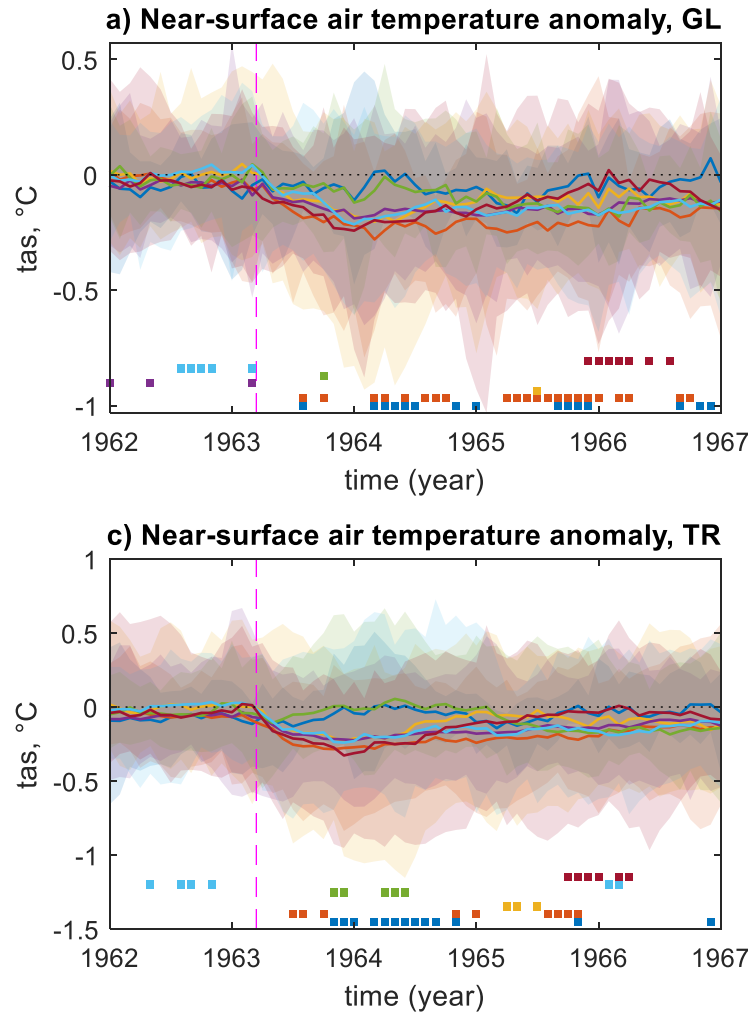 a) Near-surface air temperature anomaly, GL
0.5
0
-0.5
-1
tas, °C
1962 1963 1964 1965 1966 1967
time (year)
c) Near-surface air temperature anomaly, TR
1
0.5
0
-0.5
-1
-1.5
tas, °C
1962 1963 1964 1965 1966 1967
time (year)